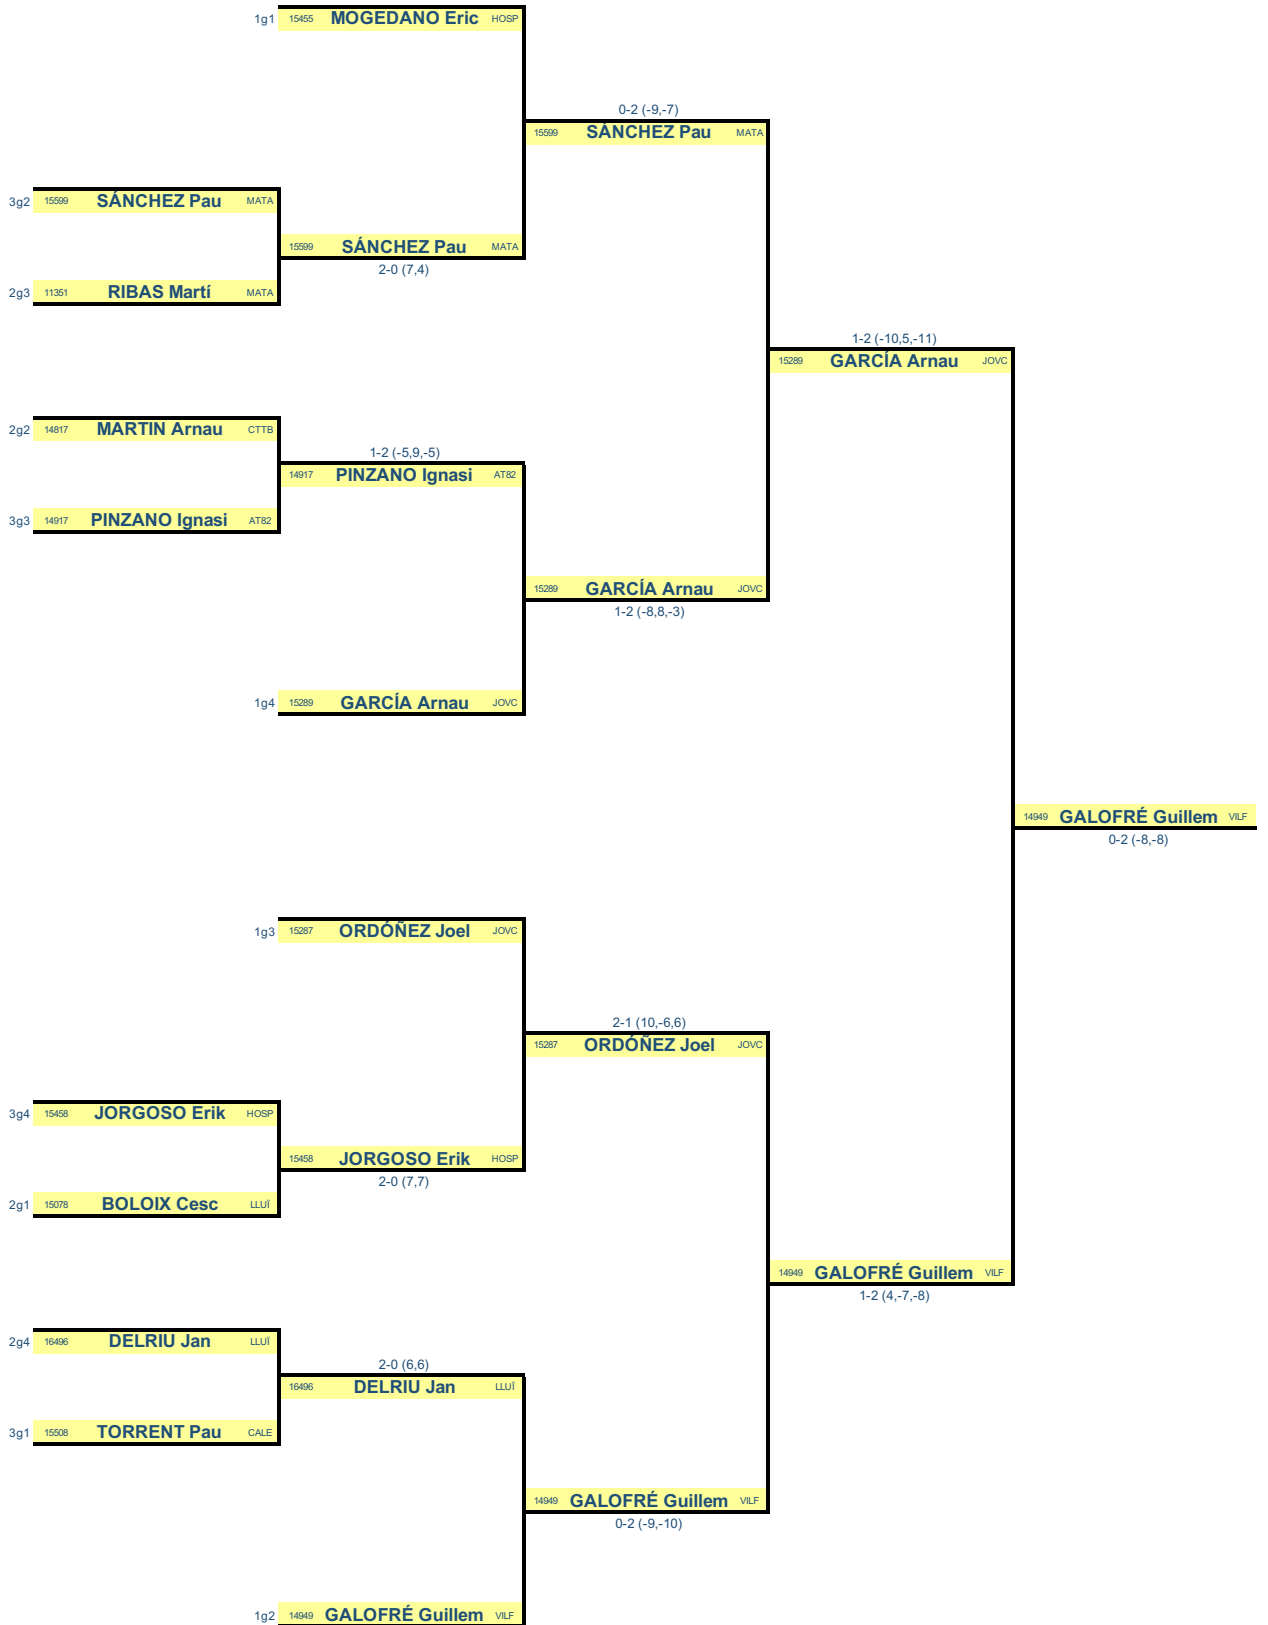 1g1 15455 MOGEDANO Eric HOSP
0-2 (-9,-7)
15599 SÁNCHEZ Pau MATA
3g2 15599 SÁNCHEZ Pau MATA
15599 SÁNCHEZ Pau MATA
2-0 (7,4)
2g3 11351 RIBAS Martí MATA
1-2 (-10,5,-11)
15289 GARCÍA Arnau JOVC
2g2 14817 MARTIN Arnau CTTB
1-2 (-5,9,-5)
14917 PINZANO Ignasi AT82
3g3 14917 PINZANO Ignasi AT82
15289 GARCÍA Arnau JOVC
1-2 (-8,8,-3)
1g4 15289 GARCÍA Arnau JOVC
14949 GALOFRÉ Guillem VILF
0-2 (-8,-8)
1g3 15287 ORDÓÑEZ Joel JOVC
2-1 (10,-6,6)
15287 ORDÓÑEZ Joel JOVC
3g4 15458 JORGOSO Erik HOSP
15458 JORGOSO Erik HOSP
2-0 (7,7)
2g1 15078 BOLOIX Cesc LLUÏ
14949 GALOFRÉ Guillem VILF
1-2 (4,-7,-8)
2g4 16496 DELRIU Jan LLUÏ
2-0 (6,6)
16496 DELRIU Jan LLUÏ
3g1 15508 TORRENT Pau CALE
14949 GALOFRÉ Guillem VILF
0-2 (-9,-10)
1g2 14949 GALOFRÉ Guillem VILF